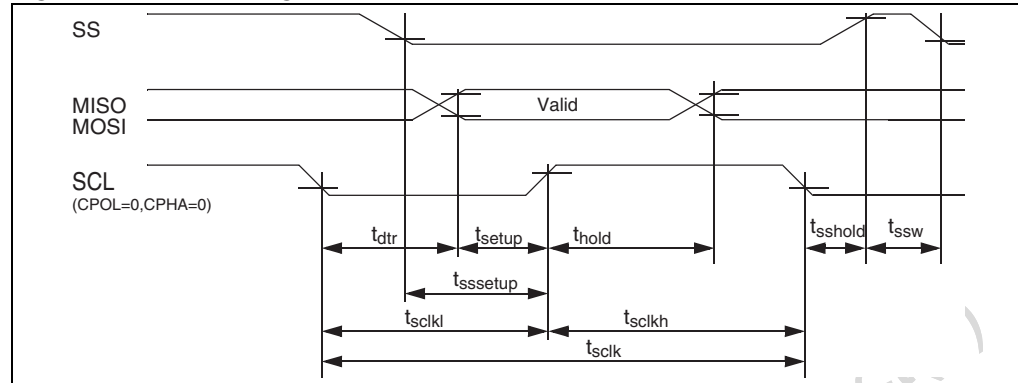 SS
MISO
MOSI
Valid
SCL
(CPOL=0,CPHA=0)
tdtr
tsetup
thold
tsshold
tssw
tsssetup
tsclkl
tsclkh
tsclk